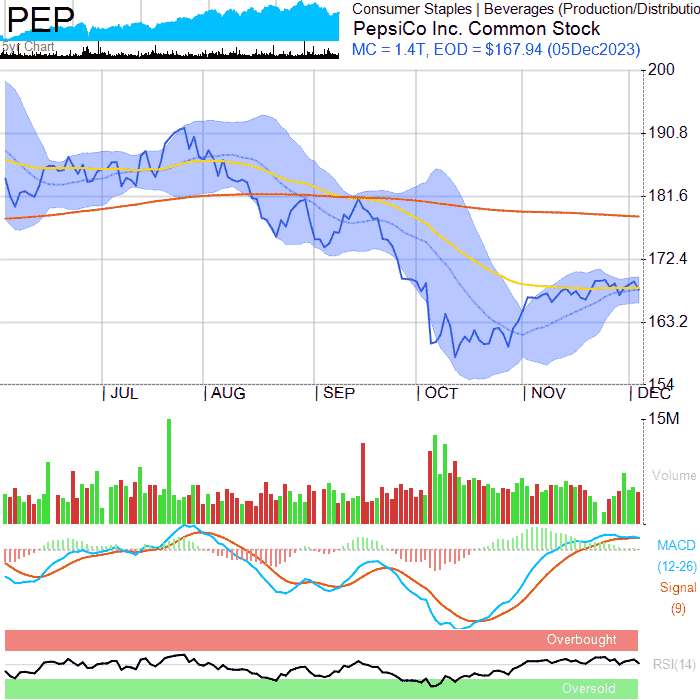 PEP
5yr Chart
Consumer Staples | Beverages (Production/Distributio
PepsiCo Inc. Common Stock
MC = 1.4T, EOD = $167.94 (05Dec2023)
200
190.8
181.6
172.4
163.2
154
| JUL | AUG | SEP | OCT | NOV | DEC
15M
Volume
MACD
(12-26)
Signal
(9)
Overbought
RSI(14)
Oversold